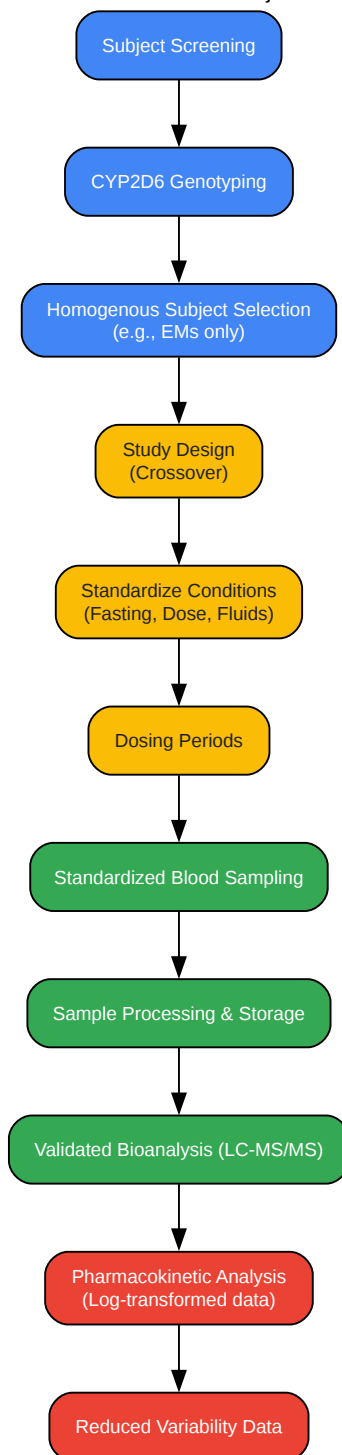 Subject Screening
CYP2D6 Genotyping
Homogenous Subject Selection
(e.g., EMs only)
Study Design
(Crossover)
Standardize Conditions
(Fasting, Dose, Fluids)
Dosing Periods
Standardized Blood Sampling
Sample Processing & Storage
Validated Bioanalysis (LC-MS/MS)
Pharmacokinetic Analysis
(Log-transformed data)
Reduced Variability Data